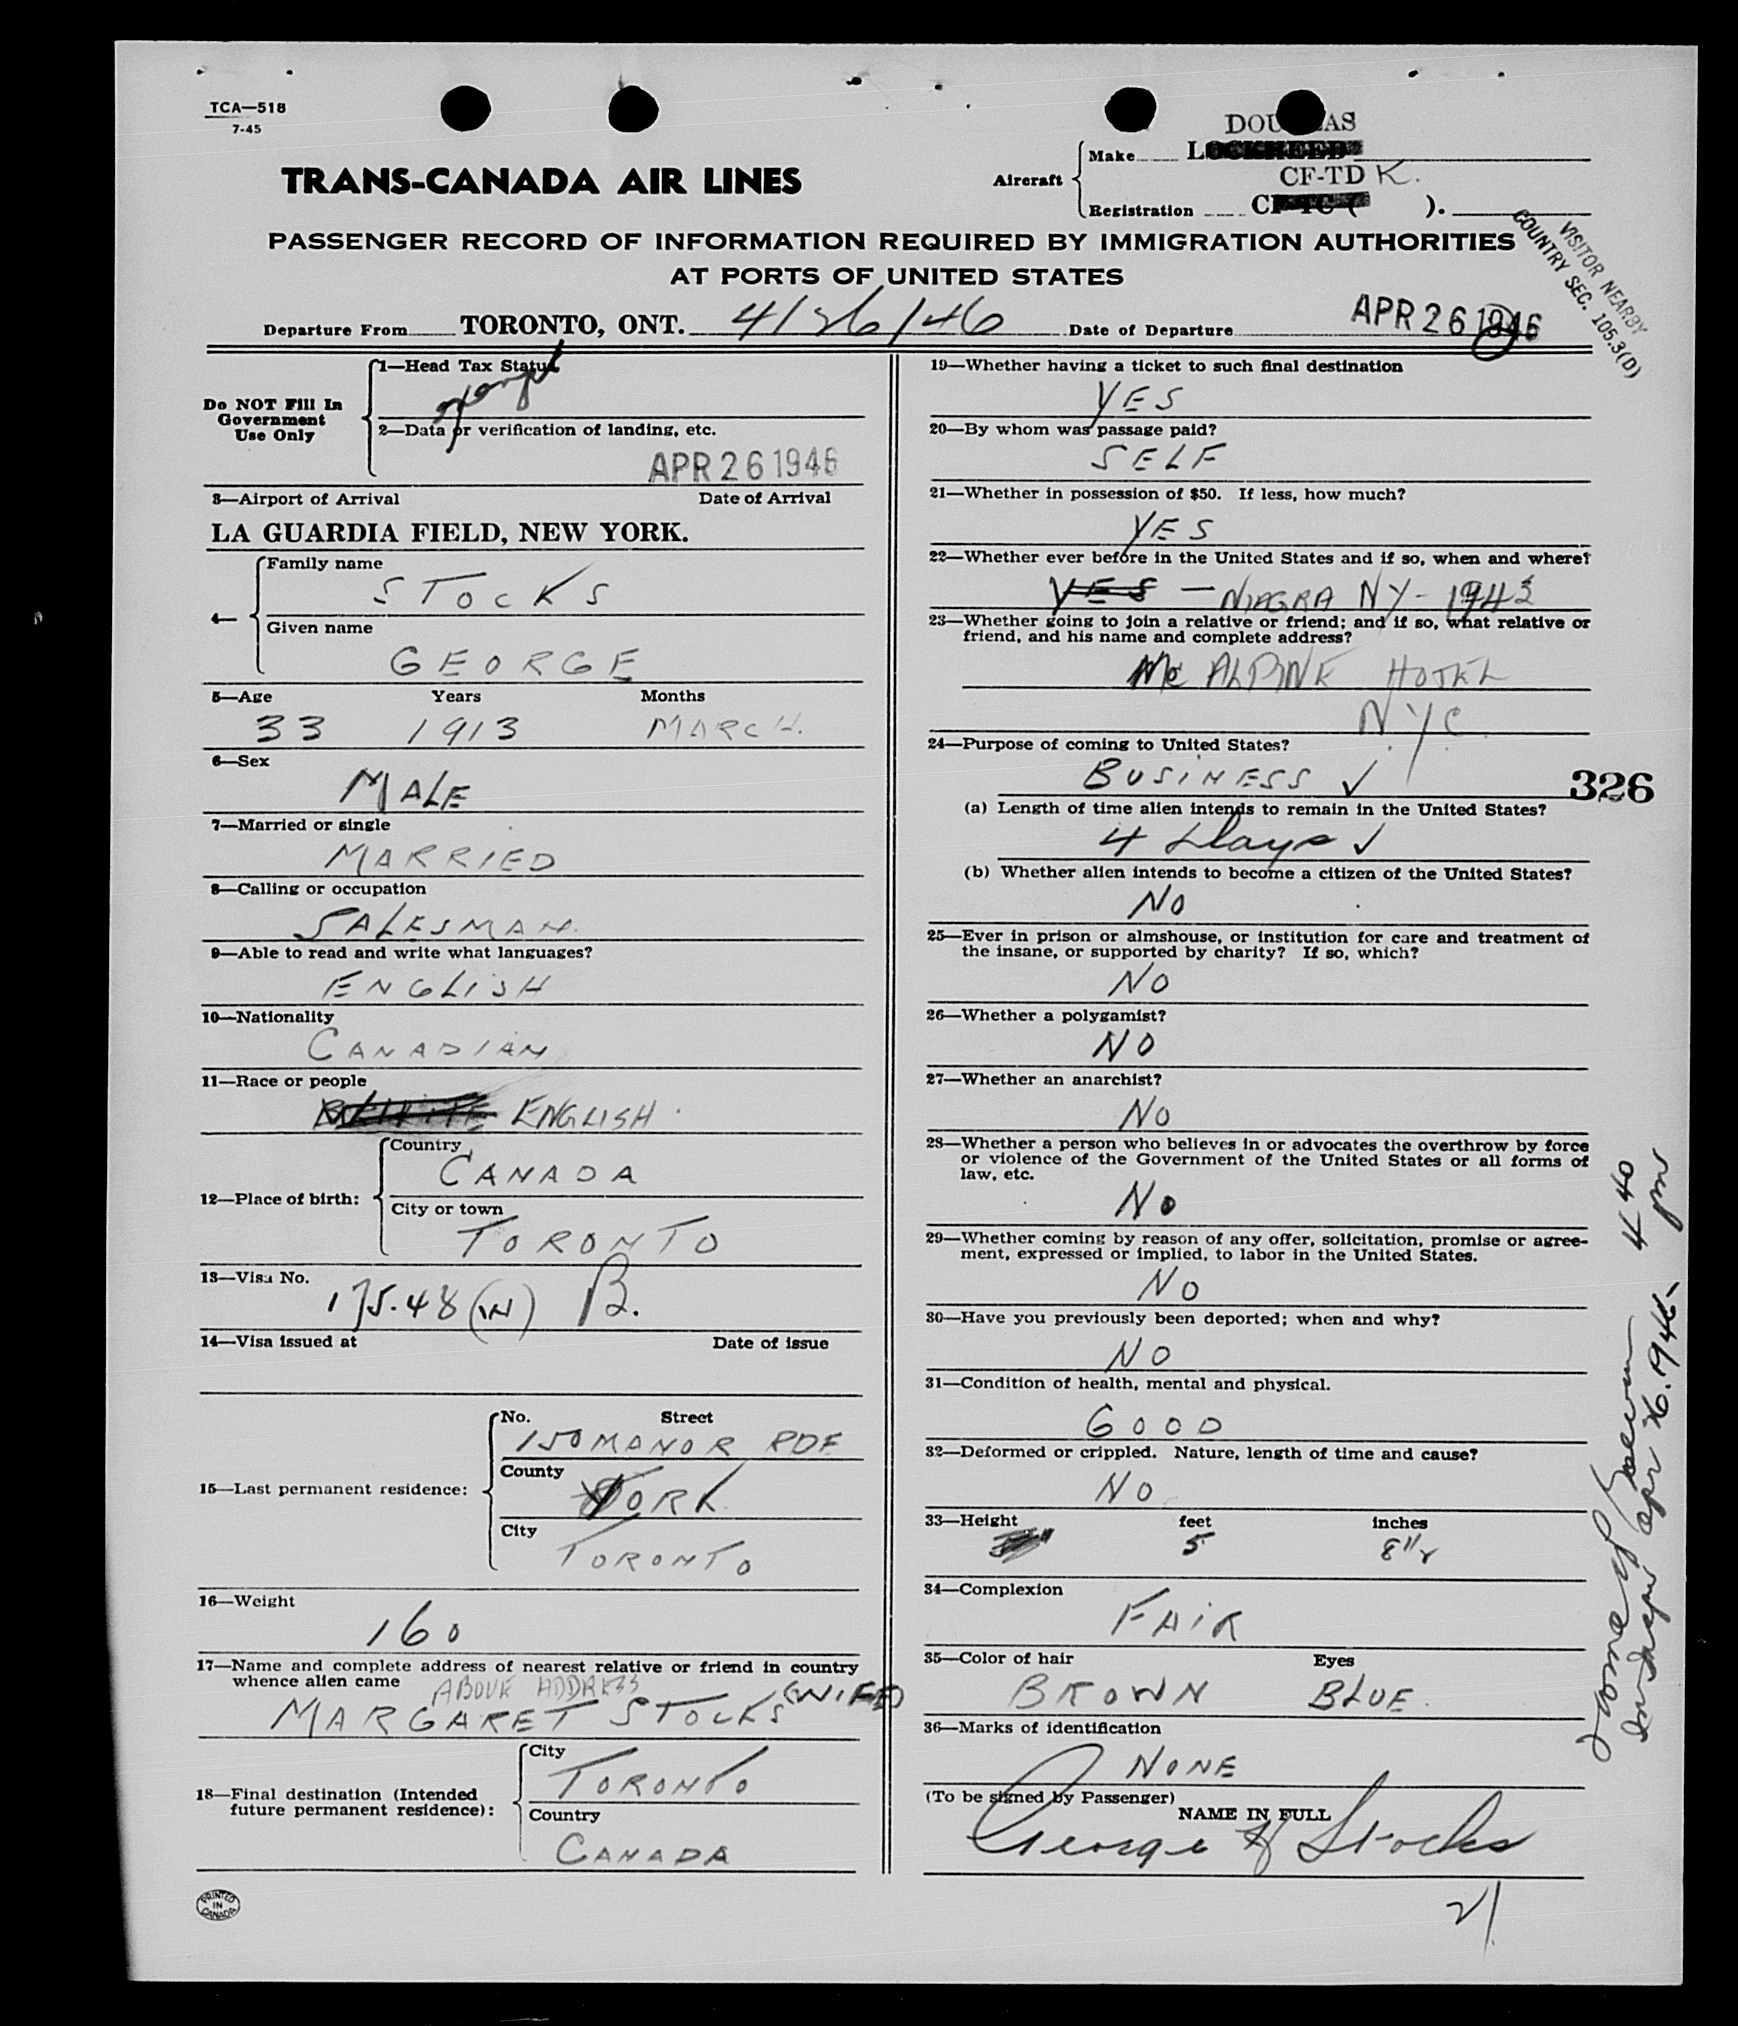 TCA—518
7-45
DOUGLAS
Aircraft
Make LOCKHEED
CF-TD K.
Registration CF-TC ( ).
TRANS-CANADA AIR LINES
PASSENGER RECORD OF INFORMATION REQUIRED BY IMMIGRATION AUTHORITIES
AT PORTS OF UNITED STATES
VISITOR NEARBY
COUNTRY SEC. 105.3(D)
Departure From TORONTO, ONT. 4/26/46 Date of Departure APR 26 1946
Do NOT Fill In
Government
Use Only
1—Head Tax Status
exempt
2—Data or verification of landing, etc.
APR 26 1946
3—Airport of Arrival Date of Arrival
LA GUARDIA FIELD, NEW YORK.
4—
Family name
STOCKS
Given name
GEORGE
5—Age Years Months
33 1913 MARCH.
6—Sex
MALE
7—Married or single
MARRIED
8—Calling or occupation
SALESMAN.
9—Able to read and write what languages?
ENGLISH
10—Nationality
CANADIAN
11—Race or people
WHITE ENGLISH.
12—Place of birth:
Country
CANADA
City or town
TORONTO
13—Visa No.
175.48 (W) B.
14—Visa issued at Date of issue
15—Last permanent residence:
No. Street
150 MANOR RDE
County
YORK
City
TORONTO
16—Weight
160
17—Name and complete address of nearest relative or friend in country
whence alien came ABOVE ADDRESS
MARGARET STOCKS (WIFE)
18—Final destination (Intended
future permanent residence):
City
TORONTO
Country
CANADA
PRINTED
IN
CANADA
19—Whether having a ticket to such final destination
YES
20—By whom was passage paid?
SELF
21—Whether in possession of $50. If less, how much?
YES
22—Whether ever before in the United States and if so, when and where?
YES — NIAGRA NY - 1943
23—Whether going to join a relative or friend; and if so, what relative or
friend, and his name and complete address?
Mc ALPINE HOTEL
N.Y.C.
24—Purpose of coming to United States?
BUSINESS ✓
326
(a) Length of time alien intends to remain in the United States?
4 Days ✓
(b) Whether alien intends to become a citizen of the United States?
NO
25—Ever in prison or almshouse, or institution for care and treatment of
the insane, or supported by charity? If so, which?
NO
26—Whether a polygamist?
NO
27—Whether an anarchist?
NO
28—Whether a person who believes in or advocates the overthrow by force
or violence of the Government of the United States or all forms of
law, etc.
NO
29—Whether coming by reason of any offer, solicitation, promise or agree-
ment, expressed or implied, to labor in the United States.
NO
30—Have you previously been deported; when and why?
NO
31—Condition of health, mental and physical.
GOOD
32—Deformed or crippled. Nature, length of time and cause?
NO
33—Height feet inches
5 8 1/2
34—Complexion
FAIR
35—Color of hair Eyes
BROWN BLUE.
36—Marks of identification
NONE
(To be signed by Passenger)
NAME IN FULL
George H Stocks
21
4 40
pm
Imm Insptr Apr 26. 1946-